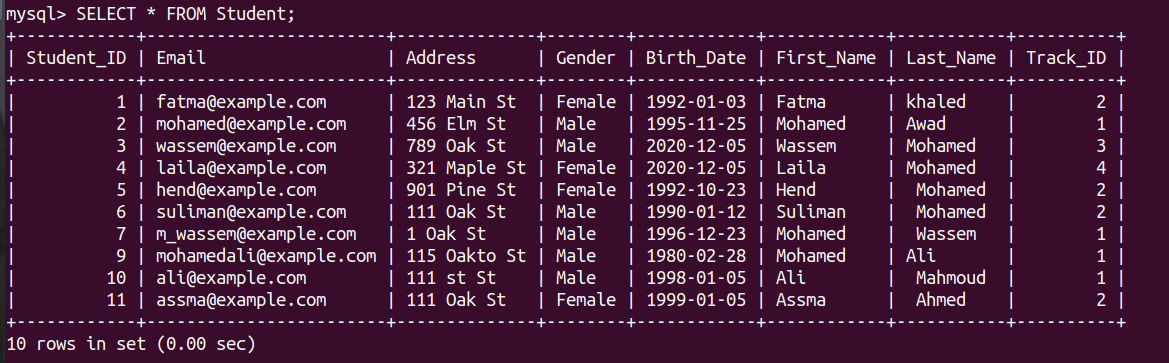 mysql> SELECT * FROM Student;
+------------+------------------------+--------------+--------+------------+------------+-----------+----------+
| Student_ID | Email                  | Address      | Gender | Birth_Date | First_Name | Last_Name | Track_ID |
+------------+------------------------+--------------+--------+------------+------------+-----------+----------+
|          1 | fatma@example.com      | 123 Main St  | Female | 1992-01-03 | Fatma      | khaled    |        2 |
|          2 | mohamed@example.com    | 456 Elm St   | Male   | 1995-11-25 | Mohamed    | Awad      |        1 |
|          3 | wassem@example.com     | 789 Oak St   | Male   | 2020-12-05 | Wassem     | Mohamed   |        3 |
|          4 | laila@example.com      | 321 Maple St | Female | 2020-12-05 | Laila      | Mohamed   |        4 |
|          5 | hend@example.com       | 901 Pine St  | Female | 1992-10-23 | Hend       |  Mohamed  |        2 |
|          6 | suliman@example.com    | 111 Oak St   | Male   | 1990-01-12 | Suliman    |  Mohamed  |        2 |
|          7 | m_wassem@example.com   | 1 Oak St     | Male   | 1996-12-23 | Mohamed    |  Wassem   |        1 |
|          9 | mohamedali@example.com | 115 Oakto St | Male   | 1980-02-28 | Mohamed    | Ali       |        1 |
|         10 | ali@example.com        | 111 st St    | Male   | 1998-01-05 | Ali        |  Mahmoud  |        1 |
|         11 | assma@example.com      | 111 Oak St   | Female | 1999-01-05 | Assma      |  Ahmed    |        2 |
+------------+------------------------+--------------+--------+------------+------------+-----------+----------+
10 rows in set (0.00 sec)